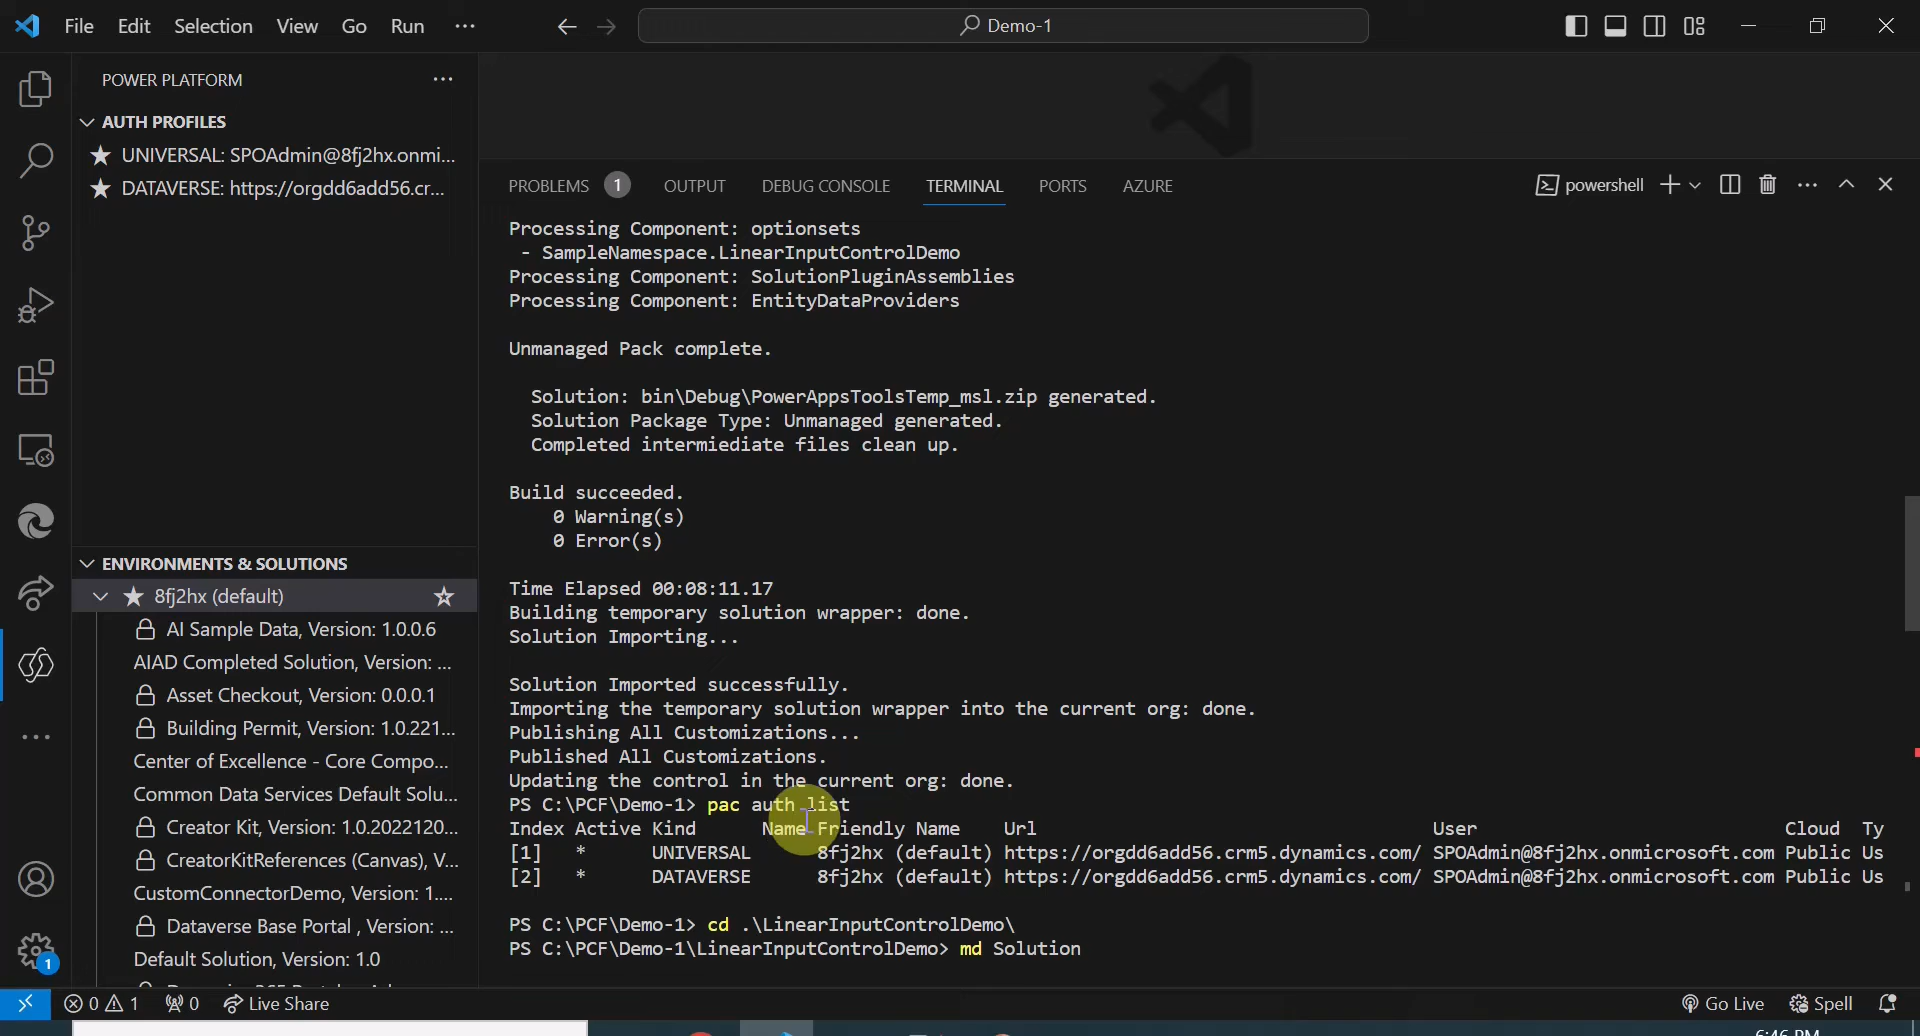 File Edit Selection View Go Run ···
Demo-1
POWER PLATFORM ···
AUTH PROFILES
UNIVERSAL: SPOAdmin@8fj2hx.onmi...
DATAVERSE: https://orgdd6add56.cr...
ENVIRONMENTS & SOLUTIONS
8fj2hx (default)
AI Sample Data, Version: 1.0.0.6
AIAD Completed Solution, Version: ...
Asset Checkout, Version: 0.0.0.1
Building Permit, Version: 1.0.221...
Center of Excellence - Core Compo...
Common Data Services Default Solu...
Creator Kit, Version: 1.0.2022120...
CreatorKitReferences (Canvas), V...
CustomConnectorDemo, Version: 1....
Dataverse Base Portal , Version: ...
Default Solution, Version: 1.0
PROBLEMS 1 OUTPUT DEBUG CONSOLE TERMINAL PORTS AZURE
powershell
Processing Component: optionsets
- SampleNamespace.LinearInputControlDemo
Processing Component: SolutionPluginAssemblies
Processing Component: EntityDataProviders
Unmanaged Pack complete.
Solution: bin\Debug\PowerAppsToolsTemp_msl.zip generated.
Solution Package Type: Unmanaged generated.
Completed intermiediate files clean up.
Build succeeded.
0 Warning(s)
0 Error(s)
Time Elapsed 00:08:11.17
Building temporary solution wrapper: done.
Solution Importing...
Solution Imported successfully.
Importing the temporary solution wrapper into the current org: done.
Publishing All Customizations...
Published All Customizations.
Updating the control in the current org: done.
PS C:\PCF\Demo-1> pac auth list
Index Active Kind Name Friendly Name Url User Cloud Ty
[1] * UNIVERSAL 8fj2hx (default) https://orgdd6add56.crm5.dynamics.com/ SPOAdmin@8fj2hx.onmicrosoft.com Public Us
[2] * DATAVERSE 8fj2hx (default) https://orgdd6add56.crm5.dynamics.com/ SPOAdmin@8fj2hx.onmicrosoft.com Public Us
PS C:\PCF\Demo-1> cd .\LinearInputControlDemo\
PS C:\PCF\Demo-1\LinearInputControlDemo> md Solution
1
0 1 0 Live Share
Go Live Spell
6:46 PM